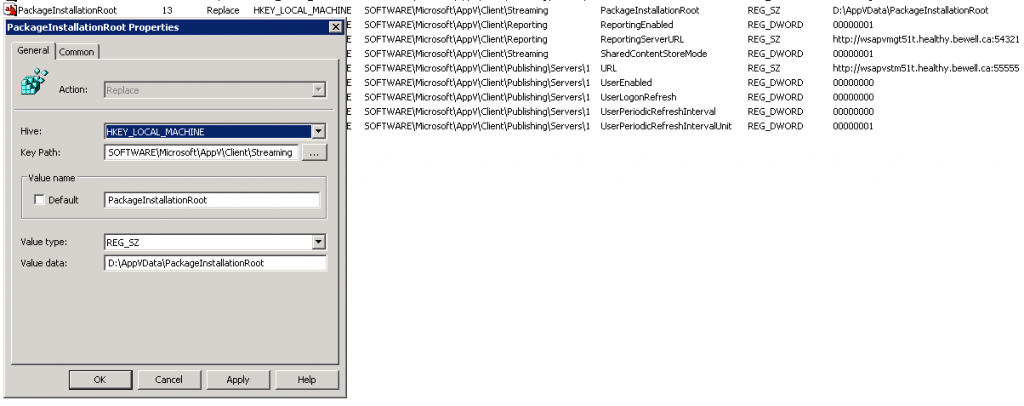 PackageInstallationRoot 13 Replace HKEY_LOCAL_MACHINE SOFTWARE\Microsoft\AppV\Client\Streaming PackageInstallationRoot REG_SZ D:\AppVData\PackageInstallationRoot
E SOFTWARE\Microsoft\AppV\Client\Reporting ReportingEnabled REG_DWORD 00000001
E SOFTWARE\Microsoft\AppV\Client\Reporting ReportingServerURL REG_SZ http://wsapvmgt51t.healthy.bewell.ca:54321
E SOFTWARE\Microsoft\AppV\Client\Streaming SharedContentStoreMode REG_DWORD 00000001
E SOFTWARE\Microsoft\AppV\Client\Publishing\Servers\1 URL REG_SZ http://wsapvstm51t.healthy.bewell.ca:55555
E SOFTWARE\Microsoft\AppV\Client\Publishing\Servers\1 UserEnabled REG_DWORD 00000000
E SOFTWARE\Microsoft\AppV\Client\Publishing\Servers\1 UserLogonRefresh REG_DWORD 00000000
E SOFTWARE\Microsoft\AppV\Client\Publishing\Servers\1 UserPeriodicRefreshInterval REG_DWORD 00000000
E SOFTWARE\Microsoft\AppV\Client\Publishing\Servers\1 UserPeriodicRefreshIntervalUnit REG_DWORD 00000001
PackageInstallationRoot Properties
General Common
Action: Replace
Hive: HKEY_LOCAL_MACHINE
Key Path: SOFTWARE\Microsoft\AppV\Client\Streaming ...
Value name
Default PackageInstallationRoot
Value type: REG_SZ
Value data: D:\AppVData\PackageInstallationRoot
OK Cancel Apply Help